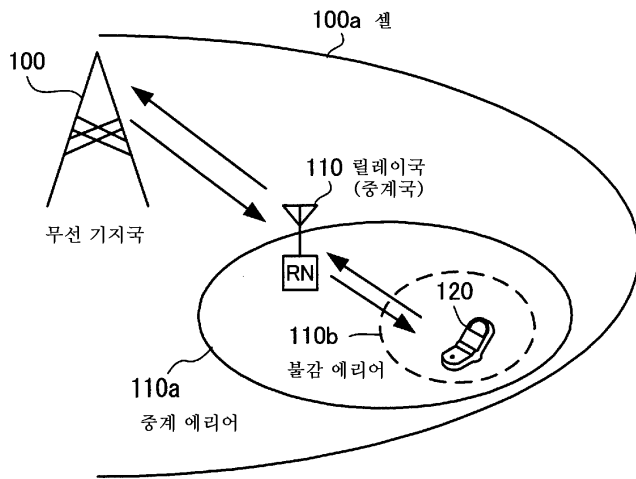 100a 셀
100
110 릴레이국
(중계국)
무선 기지국
RN
120
110b
불감 에리어
110a
중계 에리어